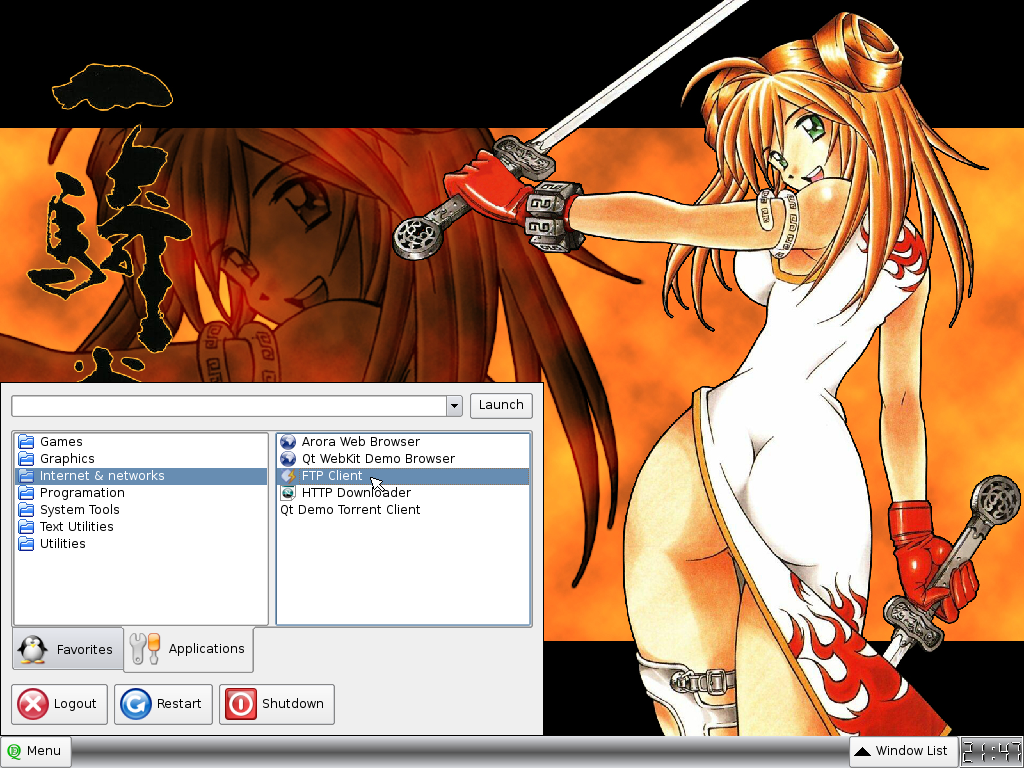 Launch
Games
Graphics
Internet & networks
Programation
System Tools
Text Utilities
Utilities
Arora Web Browser
Qt WebKit Demo Browser
FTP Client
HTTP Downloader
Qt Demo Torrent Client
Favorites
Applications
Logout
Restart
Shutdown
Menu
Window List
21:47